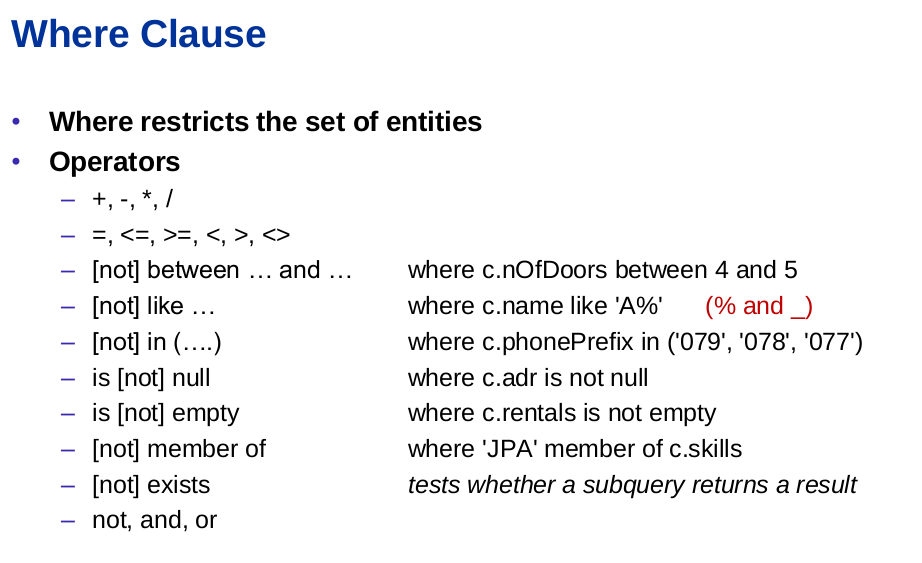 Where Clause
• Where restricts the set of entities
• Operators
– +, -, *, /
– =, <=, >=, <, >, <>
– [not] between … and … where c.nOfDoors between 4 and 5
– [not] like … where c.name like 'A%' (% and _)
– [not] in (….) where c.phonePrefix in ('079', '078', '077')
– is [not] null where c.adr is not null
– is [not] empty where c.rentals is not empty
– [not] member of where 'JPA' member of c.skills
– [not] exists tests whether a subquery returns a result
– not, and, or